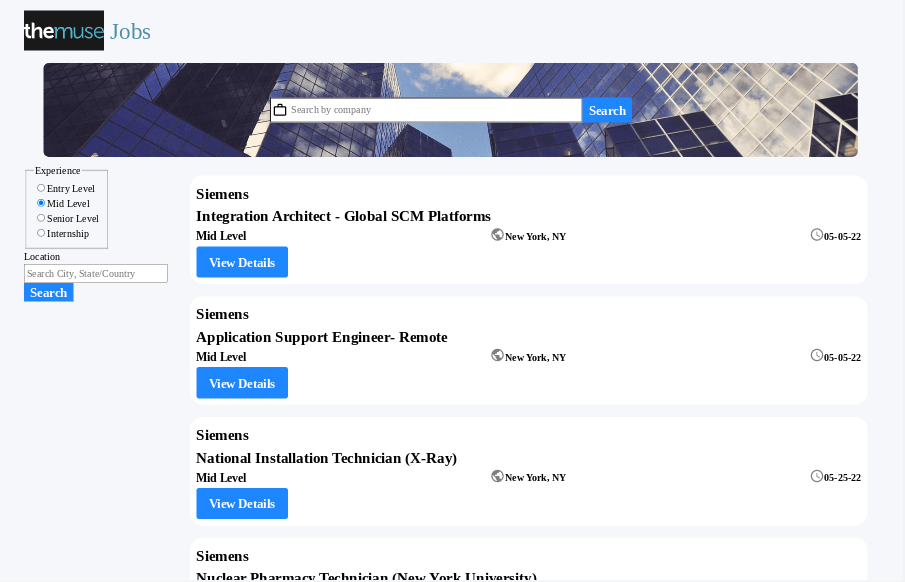 themuse Jobs
Search by company Search
Experience
Entry Level
Mid Level
Senior Level
Internship
Location
Search City, State/Country
Search
Siemens
Integration Architect - Global SCM Platforms
Mid Level New York, NY 05-05-22
View Details
Siemens
Application Support Engineer- Remote
Mid Level New York, NY 05-05-22
View Details
Siemens
National Installation Technician (X-Ray)
Mid Level New York, NY 05-25-22
View Details
Siemens
Nuclear Pharmacy Technician (New York University)